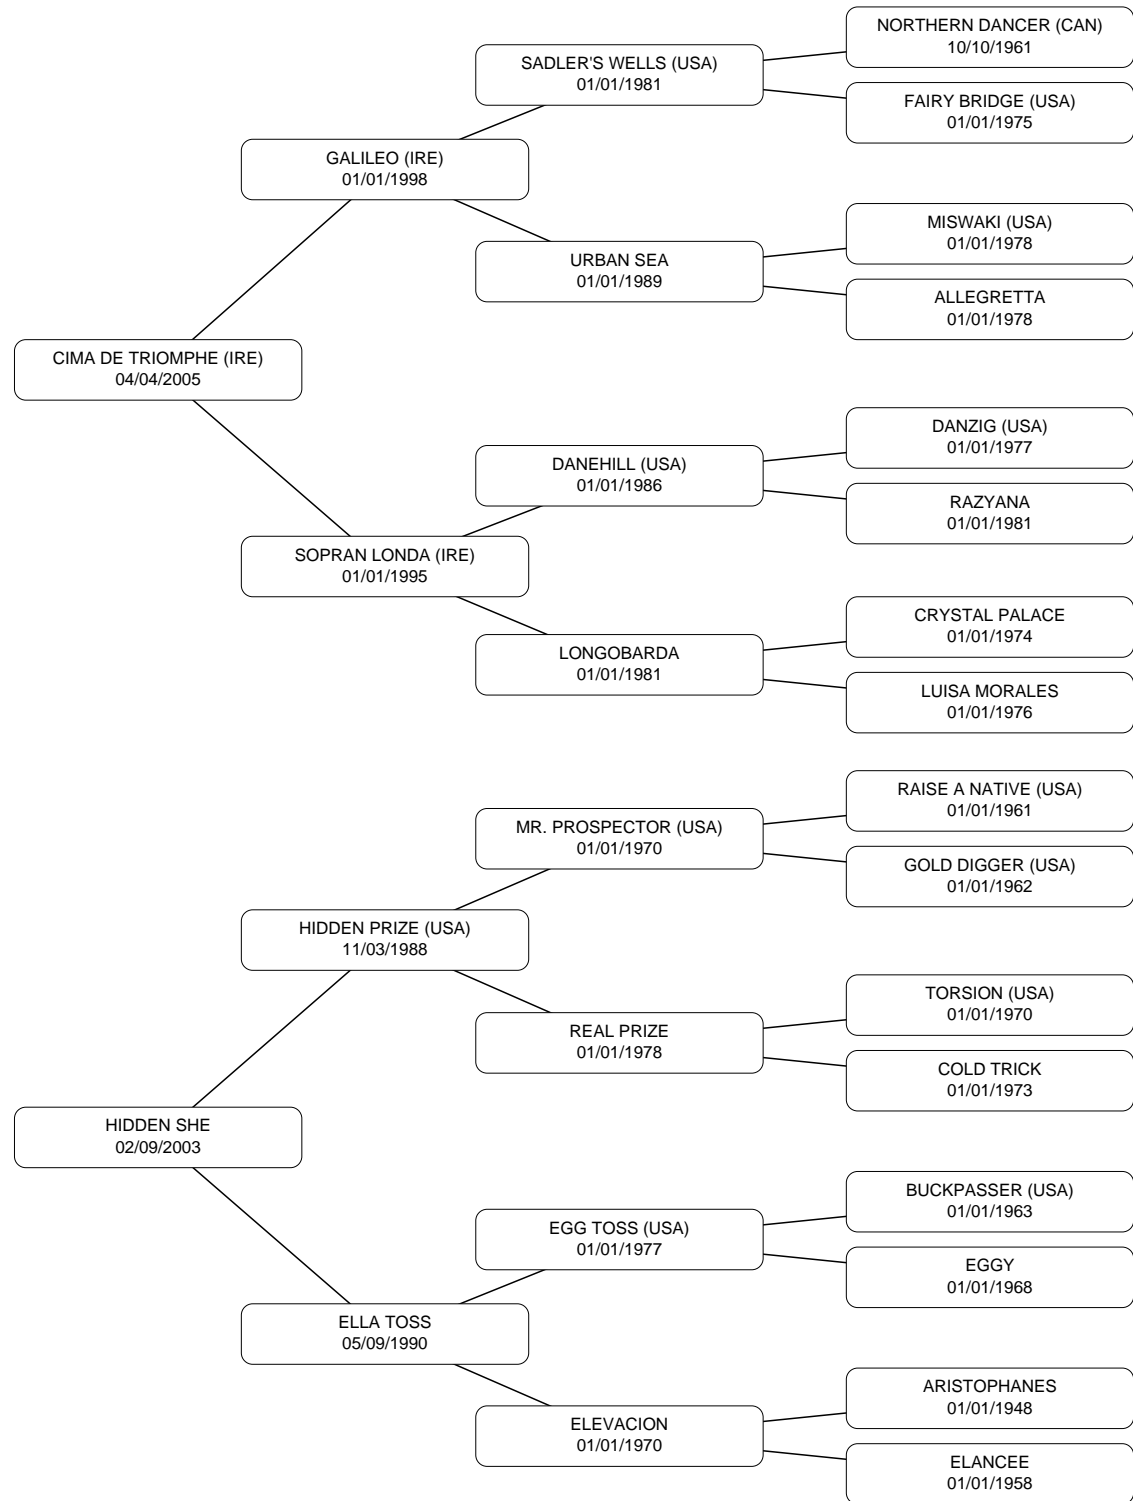 NORTHERN DANCER (CAN)
10/10/1961
SADLER'S WELLS (USA)
01/01/1981
FAIRY BRIDGE (USA)
01/01/1975
GALILEO (IRE)
01/01/1998
MISWAKI (USA)
01/01/1978
URBAN SEA
01/01/1989
ALLEGRETTA
01/01/1978
CIMA DE TRIOMPHE (IRE)
04/04/2005
DANZIG (USA)
01/01/1977
DANEHILL (USA)
01/01/1986
RAZYANA
01/01/1981
SOPRAN LONDA (IRE)
01/01/1995
CRYSTAL PALACE
01/01/1974
LONGOBARDA
01/01/1981
LUISA MORALES
01/01/1976
RAISE A NATIVE (USA)
01/01/1961
MR. PROSPECTOR (USA)
01/01/1970
GOLD DIGGER (USA)
01/01/1962
HIDDEN PRIZE (USA)
11/03/1988
TORSION (USA)
01/01/1970
REAL PRIZE
01/01/1978
COLD TRICK
01/01/1973
HIDDEN SHE
02/09/2003
BUCKPASSER (USA)
01/01/1963
EGG TOSS (USA)
01/01/1977
EGGY
01/01/1968
ELLA TOSS
05/09/1990
ARISTOPHANES
01/01/1948
ELEVACION
01/01/1970
ELANCEE
01/01/1958